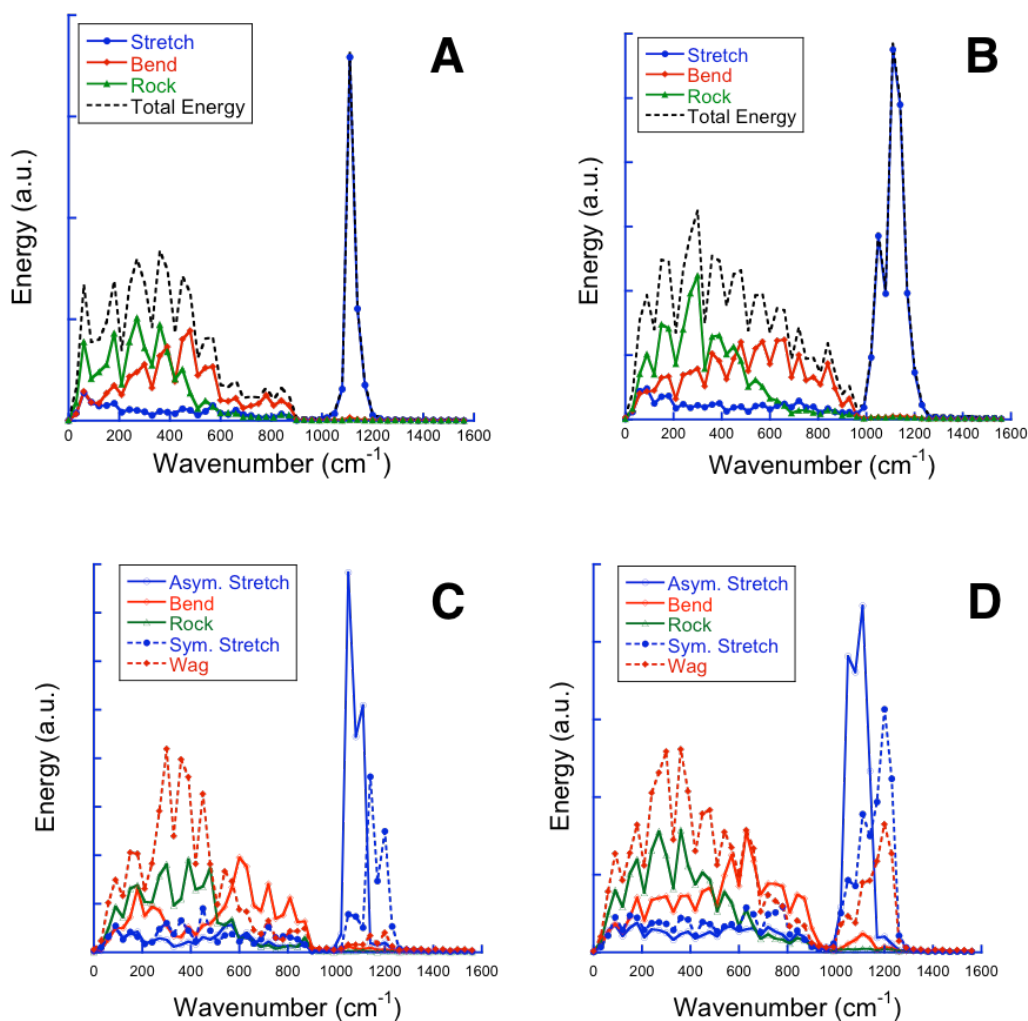 A
Stretch
Bend
Rock
Total Energy
Energy (a.u.)
0 200 400 600 800 1000 1200 1400 1600
Wavenumber (cm-1)
B
Stretch
Bend
Rock
Total Energy
Energy (a.u.)
0 200 400 600 800 1000 1200 1400 1600
Wavenumber (cm-1)
C
Asym. Stretch
Bend
Rock
Sym. Stretch
Wag
Energy (a.u.)
0 200 400 600 800 1000 1200 1400 1600
Wavenumber (cm-1)
D
Asym. Stretch
Bend
Rock
Sym. Stretch
Wag
Energy (a.u.)
0 200 400 600 800 1000 1200 1400 1600
Wavenumber (cm-1)